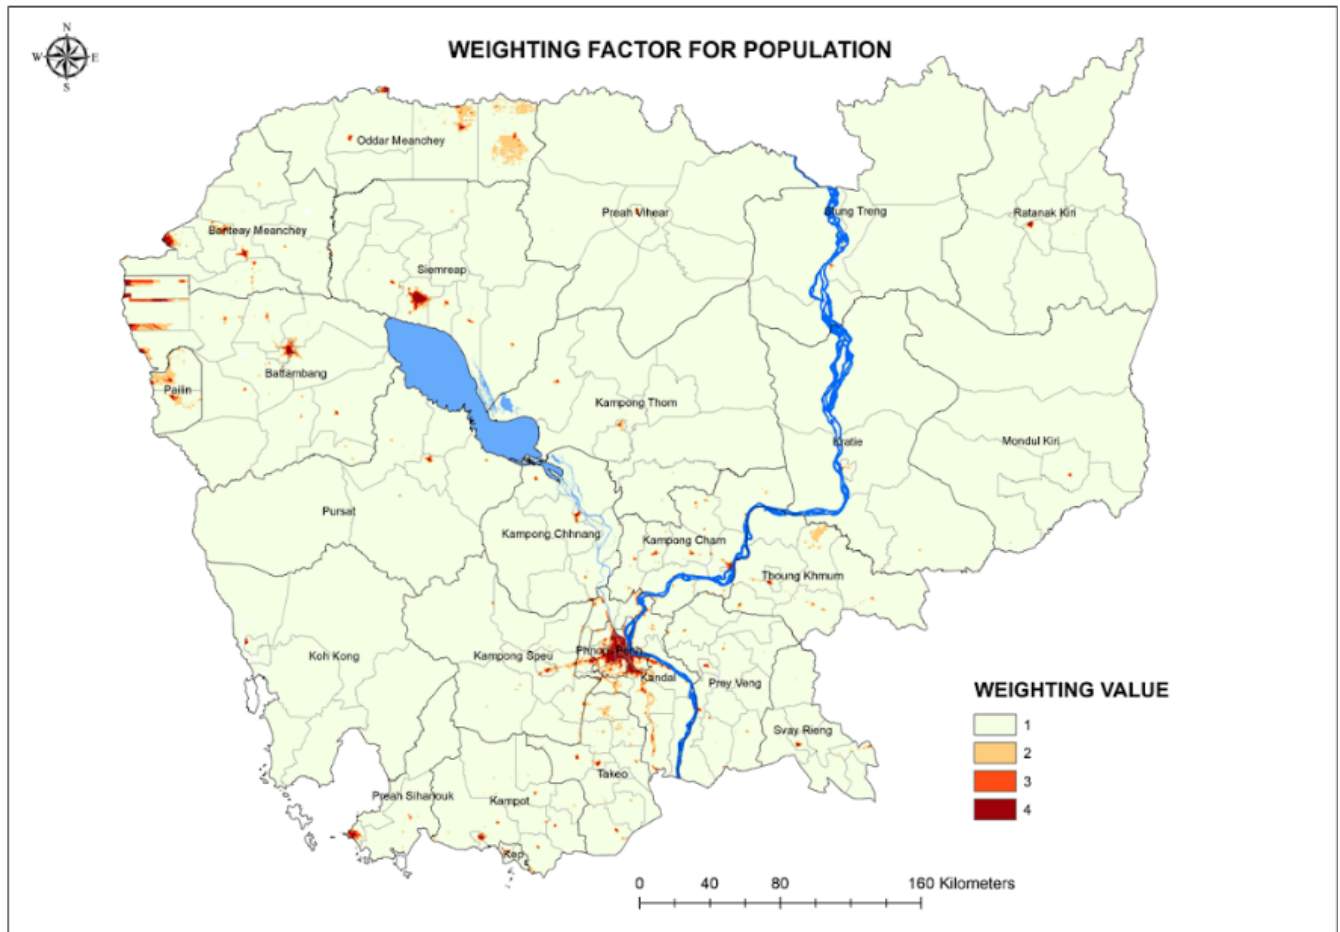 N
WEIGHTING FACTOR FOR POPULATION
W
E
S
Oddar Meanchey
Preah Vihear
Stung Treng
Ratanak Kiri
Banteay Meanchey
Siemreap
Battambang
Pailin
Kampong Thom
Kratie
Mondul Kiri
Pursat
Kampong Chhnang
Kampong Cham
Thoung Khmum
Koh Kong
Kampong Speu
Phnom Penh
Kandal
Prey Veng
WEIGHTING VALUE
1
Svay Rieng
2
Takeo
3
Preah Sihanouk
Kampot
4
Kep
0 40 80 160 Kilometers